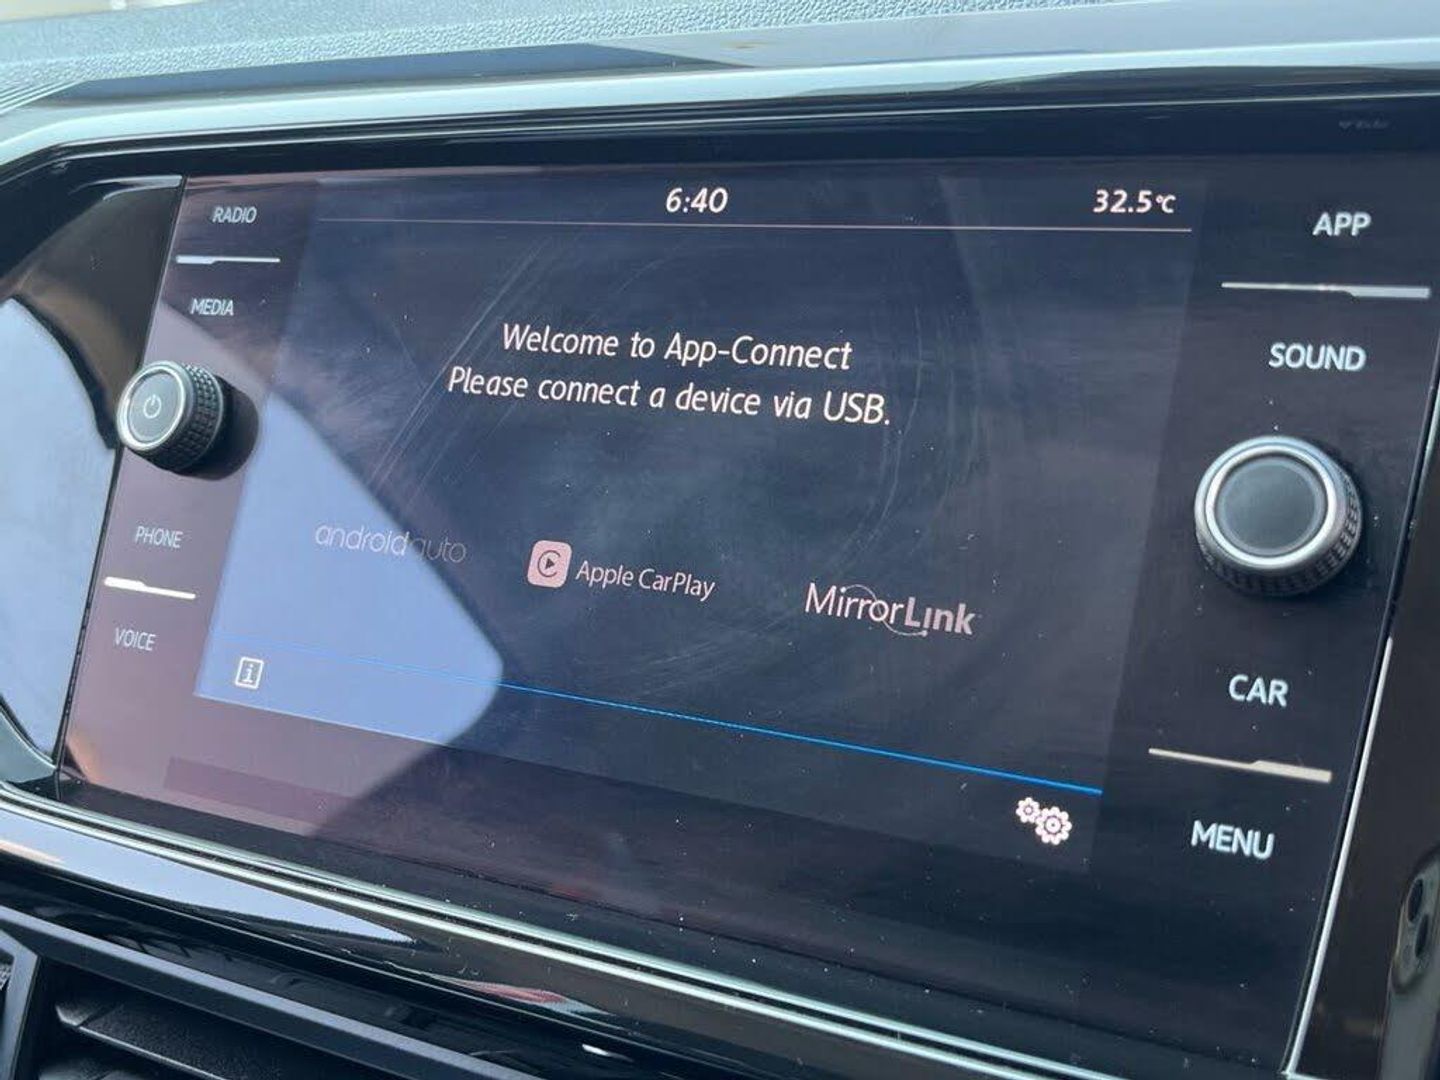 6:40
32.5°C
RADIO
MEDIA
PHONE
VOICE
Welcome to App-Connect
Please connect a device via USB.
androidauto
Apple CarPlay
MirrorLink
i
APP
SOUND
CAR
MENU